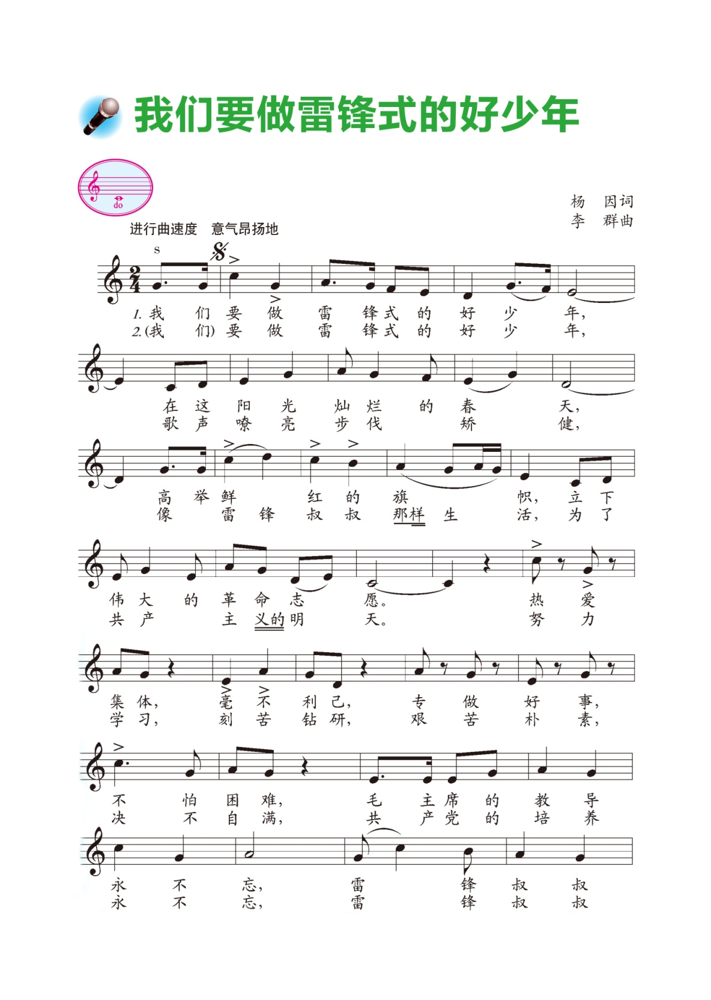 我们要做雷锋式的好少年
do
杨 因词
李 群曲
进行曲速度 意气昂扬地
s
2
4
1. 我 们 要 做 雷 锋 式 的 好 少 年，
2.(我 们) 要 做 雷 锋 式 的 好 少 年，
在 这 阳 光 灿 烂 的 春 天，
歌 声 嘹 亮 步 伐 矫 健，
高 举 鲜 红 的 旗 帜， 立 下
像 雷 锋 叔 叔 那样 生 活， 为 了
伟 大 的 革 命 志 愿。 热 爱
共 产 主 义的 明 天。 努 力
集 体， 毫 不 利 己， 专 做 好 事，
学 习， 刻 苦 钻 研， 艰 苦 朴 素，
不 怕 困 难， 毛 主 席 的 教 导
决 不 自 满， 共 产 党 的 培 养
永 不 忘， 雷 锋 叔 叔
永 不 忘， 雷 锋 叔 叔